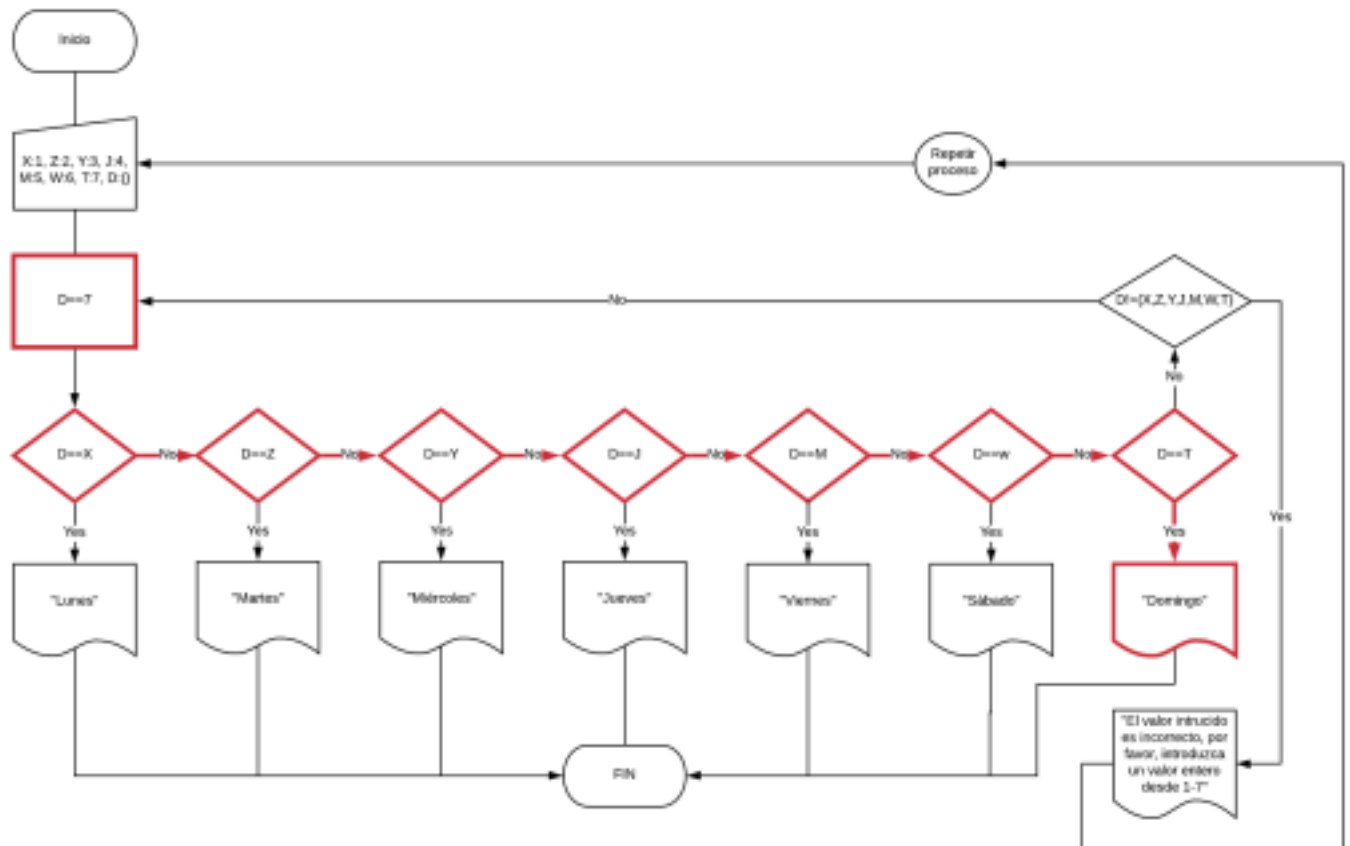 Inicio
X:1, Z:2, Y:3, J:4,
M:5, W:6, T:7, D:()
Repetir
proceso
D==7
No
D!={X,Z,Y,J,M,W,T}
No
Yes
D==X
No
D==Z
No
D==Y
No
D==J
No
D==M
No
D==w
No
D==T
Yes
Yes
Yes
Yes
Yes
Yes
Yes
"Lunes"
"Martes"
"Miércoles"
"Jueves"
"Viernes"
"Sábado"
"Domingo"
"El valor intrucido
es incorrecto, por
favor, introduzca
un valor entero
desde 1-7"
FIN